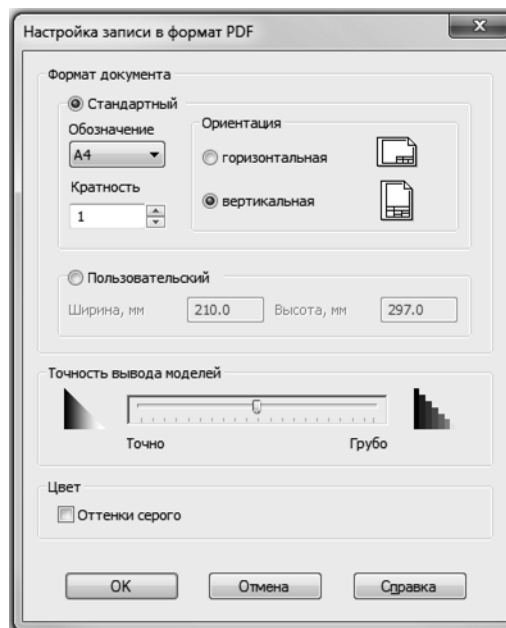 Настройка записи в формат PDF
Формат документа
Стандартный
Обозначение
A4
Кратность
1
Ориентация
горизонтальная
вертикальная
Пользовательский
Ширина, мм 210.0 Высота, мм 297.0
Точность вывода моделей
Точно Грубо
Цвет
Оттенки серого
OK Отмена Справка